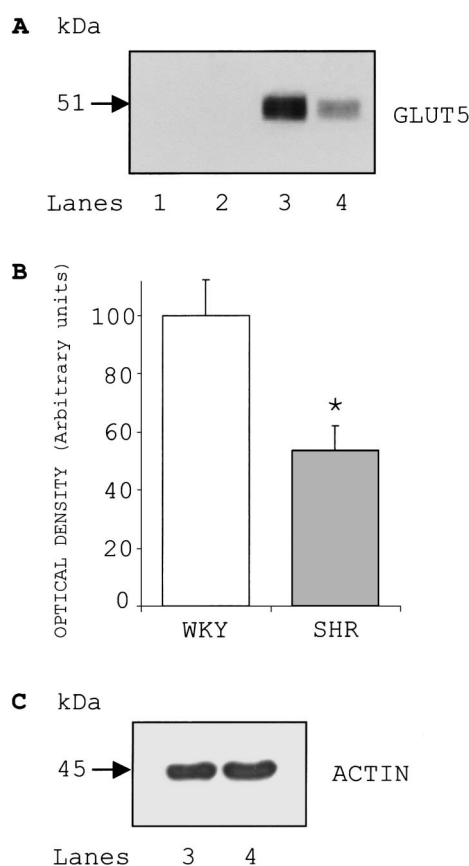 A kDa
51 GLUT5
Lanes 1 2 3 4
B
OPTICAL DENSITY (Arbitrary units)
100
80
60
*
40
20
0
WKY SHR
C kDa
45 ACTIN
Lanes 3 4